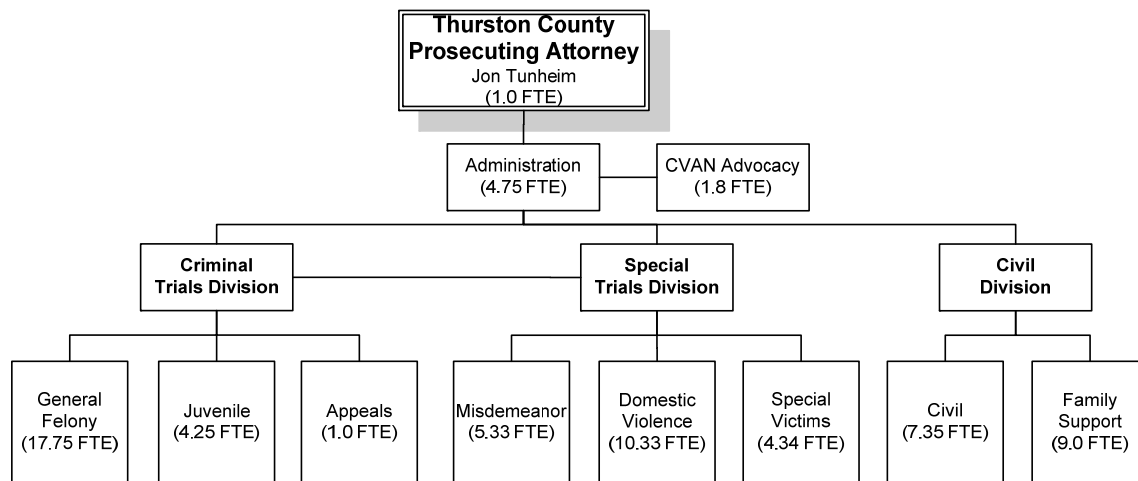 Thurston County
Prosecuting Attorney
Jon Tunheim
(1.0 FTE)
Administration
(4.75 FTE)
CVAN Advocacy
(1.8 FTE)
Criminal
Trials Division
Special
Trials Division
Civil
Division
General
Felony
(17.75 FTE)
Juvenile
(4.25 FTE)
Appeals
(1.0 FTE)
Misdemeanor
(5.33 FTE)
Domestic
Violence
(10.33 FTE)
Special
Victims
(4.34 FTE)
Civil
(7.35 FTE)
Family
Support
(9.0 FTE)